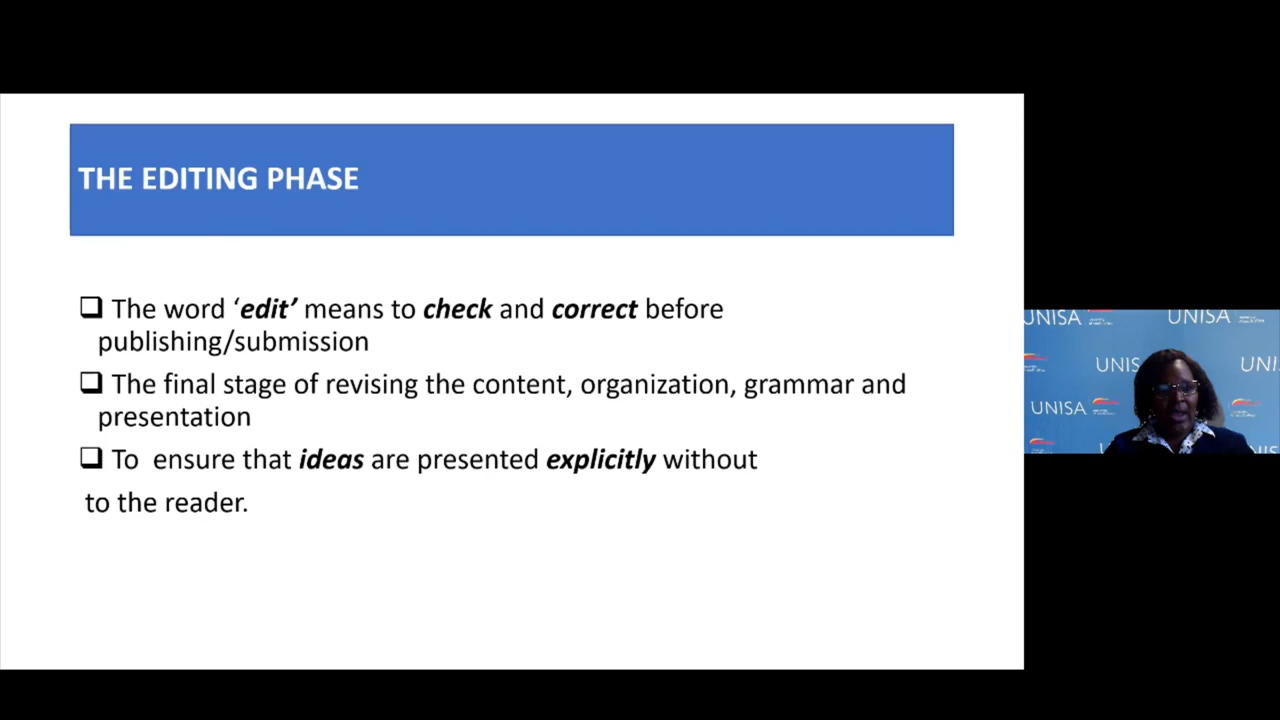 THE EDITING PHASE
❑ The word ‘edit’ means to check and correct before
publishing/submission
❑ The final stage of revising the content, organization, grammar and
presentation
❑ To  ensure that ideas are presented explicitly without
to the reader.
UNISA
UNISA
UNIS
UNI
UNISA
NIS